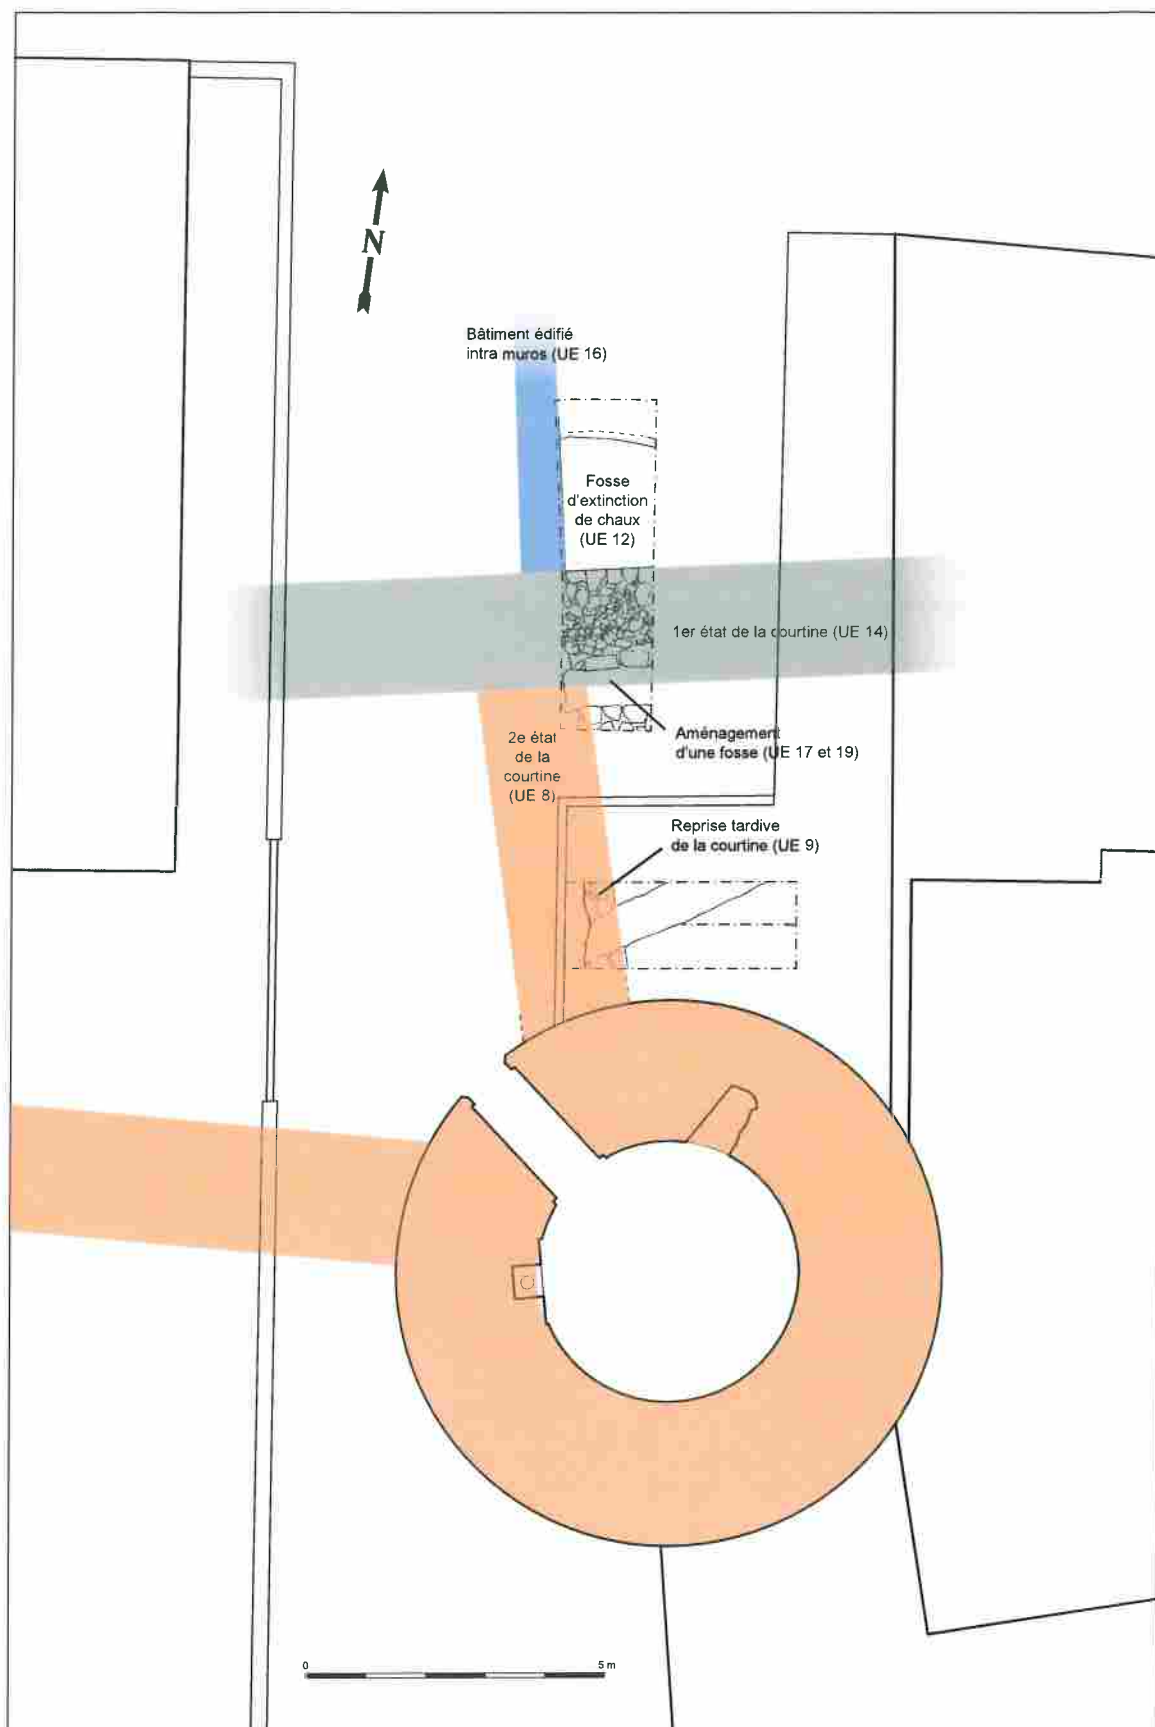 N
Bâtiment édifié
intra muros (UE 16)
Fosse
d'extinction
de chaux
(UE 12)
1er état de la courtine (UE 14)
Aménagement
d'une fosse (UE 17 et 19)
2e état
de la
courtine
(UE 8)
Reprise tardive
de la courtine (UE 9)
0
5 m